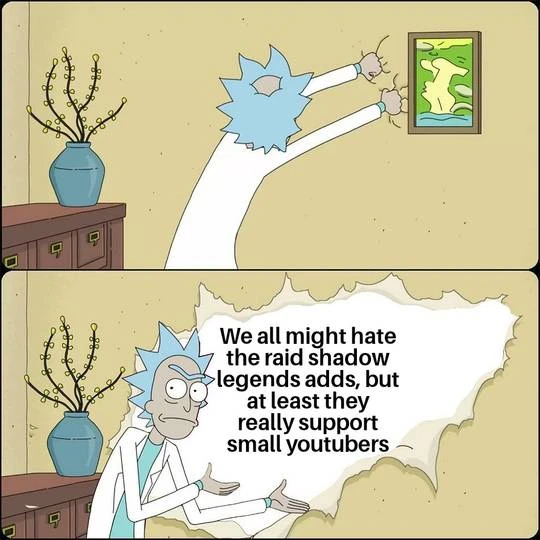 We all might hate
the raid shadow
legends adds, but
at least they
really support
small youtubers